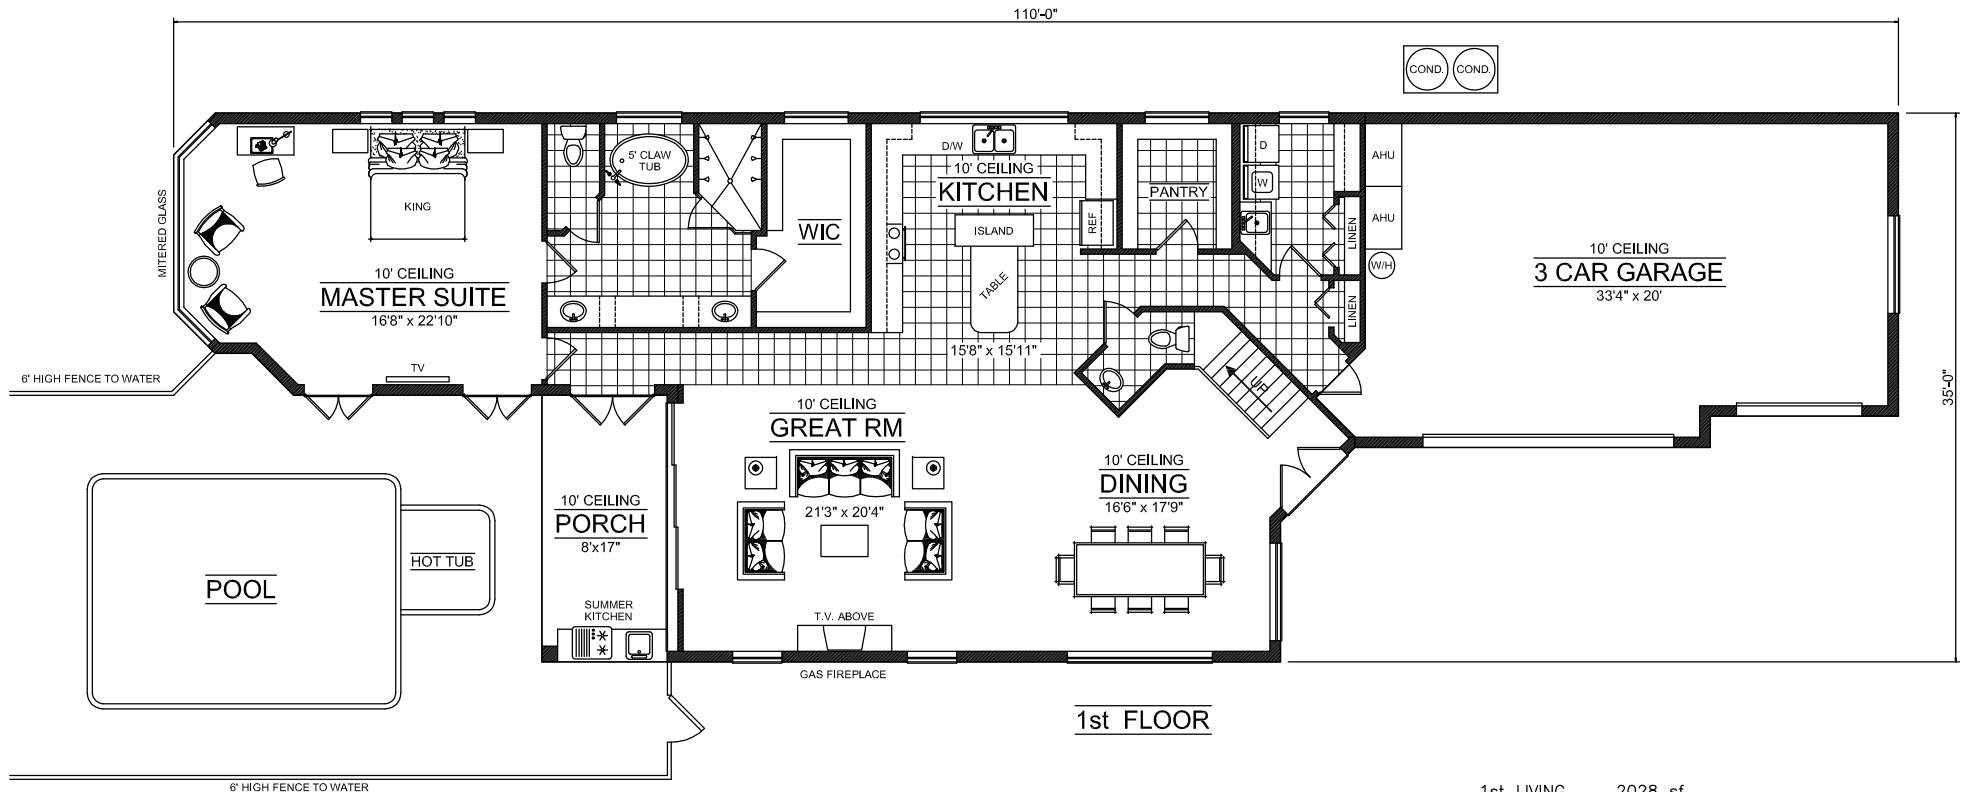 110'-0"
COND.
COND.
MITERED GLASS
KING
10' CEILING
MASTER SUITE
16'8" x 22'10"
TV
5' CLAW
TUB
WIC
D/W
10' CEILING
KITCHEN
ISLAND
TABLE
REF
15'8" x 15'11"
PANTRY
D
W
LINEN
LINEN
AHU
AHU
W/H
10' CEILING
3 CAR GARAGE
33'4" x 20'
35'-0"
6' HIGH FENCE TO WATER
UP
10' CEILING
GREAT RM
21'3" x 20'4"
10' CEILING
DINING
16'6" x 17'9"
10' CEILING
PORCH
8'x17"
SUMMER
KITCHEN
HOT TUB
POOL
T.V. ABOVE
GAS FIREPLACE
1st FLOOR
6' HIGH FENCE TO WATER
1st LIVING 2028 sf